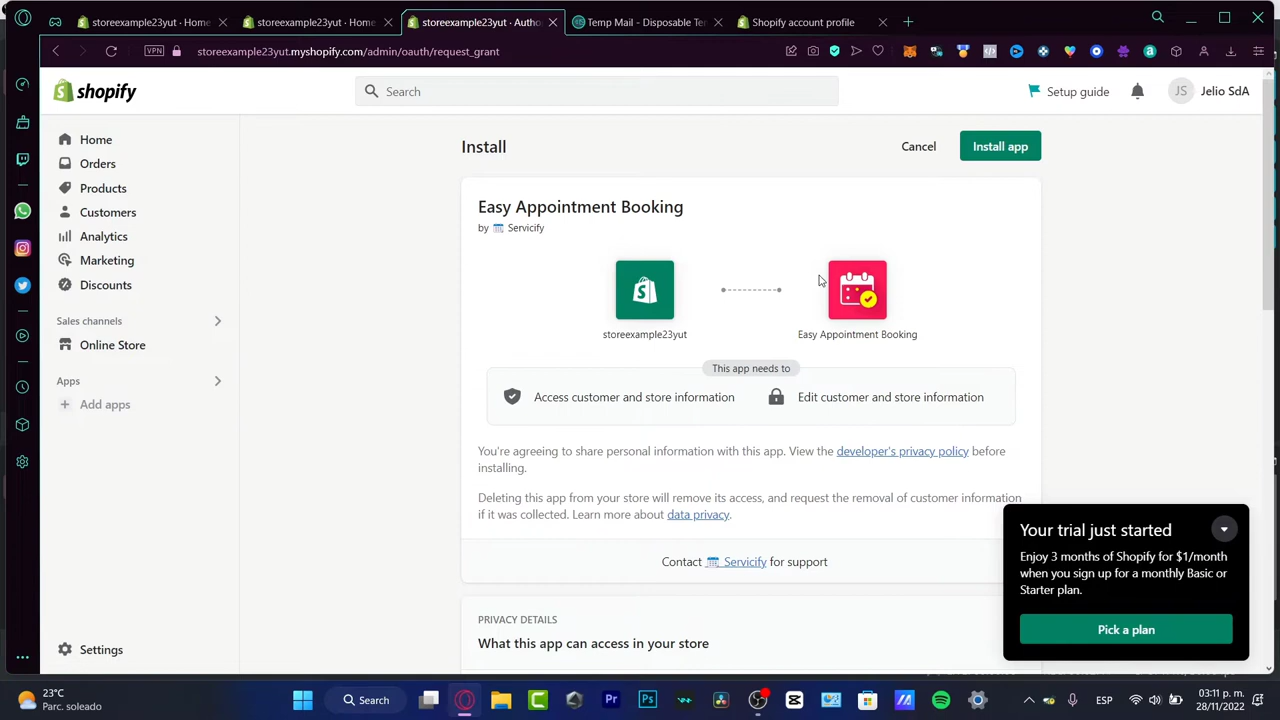 storeexample23yut · Home
storeexample23yut · Home
storeexample23yut · Autho
Temp Mail - Disposable Te
Shopify account profile
VPN
storeexample23yut.myshopify.com/admin/oauth/request_grant
shopify
Search
Setup guide
JS
Jelio SdA
Home
Orders
Products
Customers
Analytics
Marketing
Discounts
Sales channels
Online Store
Apps
Add apps
Settings
Install
Cancel
Install app
Easy Appointment Booking
by Servicify
storeexample23yut
Easy Appointment Booking
This app needs to
Access customer and store information
Edit customer and store information
You're agreeing to share personal information with this app. View the developer's privacy policy before
installing.
Deleting this app from your store will remove its access, and request the removal of customer information
if it was collected. Learn more about data privacy.
Contact Servicify for support
PRIVACY DETAILS
What this app can access in your store
Your trial just started
Enjoy 3 months of Shopify for $1/month
when you sign up for a monthly Basic or
Starter plan.
Pick a plan
23°C
Parc. soleado
Search
Pr
Ps
ESP
03:11 p. m.
28/11/2022